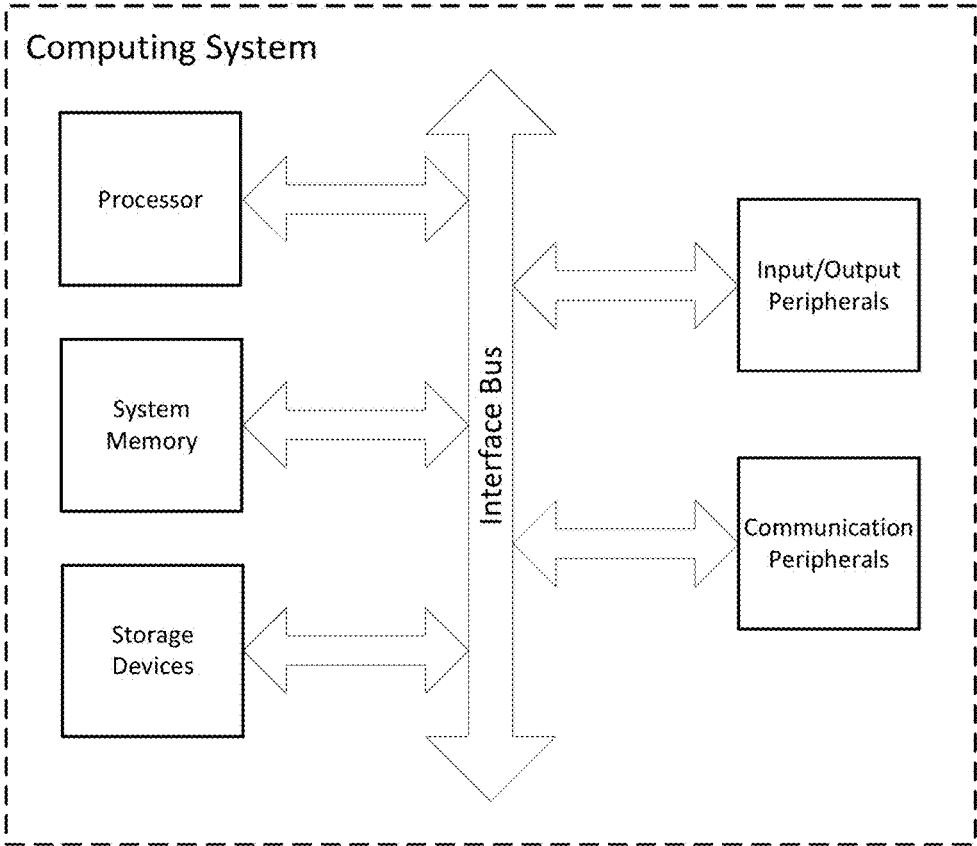 Computing System
Processor
System
Memory
Storage
Devices
Interface Bus
Input/Output
Peripherals
Communication
Peripherals